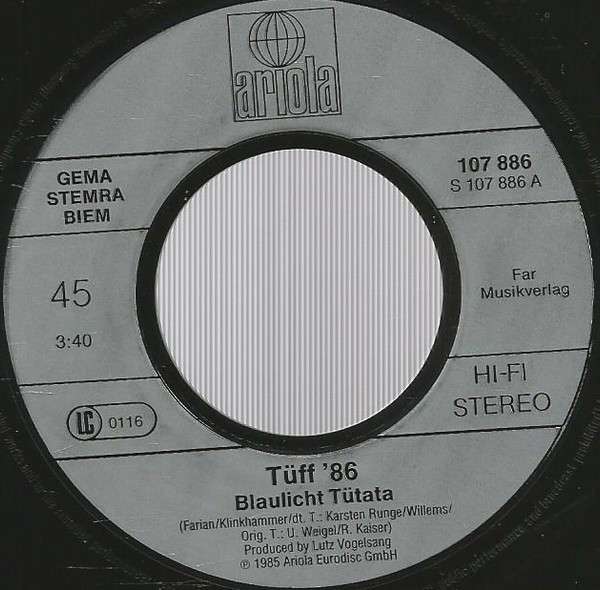 ariola
GEMA
STEMRA
BIEM
107 886
S 107 886 A
45
3:40
Far
Musikverlag
LC 0116
HI-FI
STEREO
Tüff '86
Blaulicht Tütata
(Farian/Klinkhammer/dt. T.: Karsten Runge/Willems/
Orig. T.: U. Weigel/R. Kaiser)
Produced by Lutz Vogelsang
℗ 1985 Ariola Eurodisc GmbH